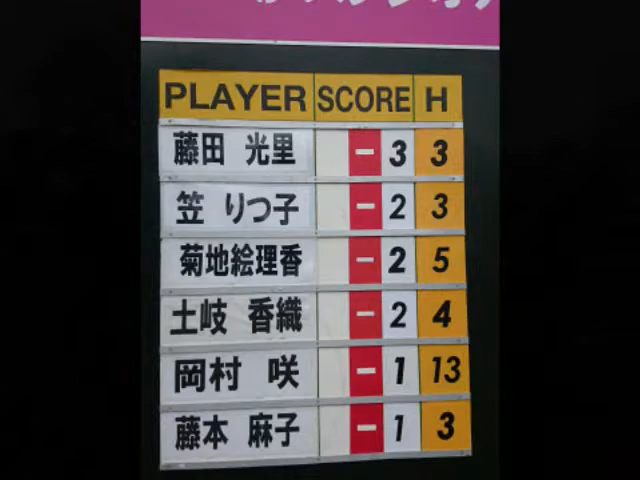 PLAYER SCORE H
藤田 光里 -3 3
笠 りつ子 -2 3
菊地絵理香 -2 5
土岐 香織 -2 4
岡村 咲 -1 13
藤本 麻子 -1 3